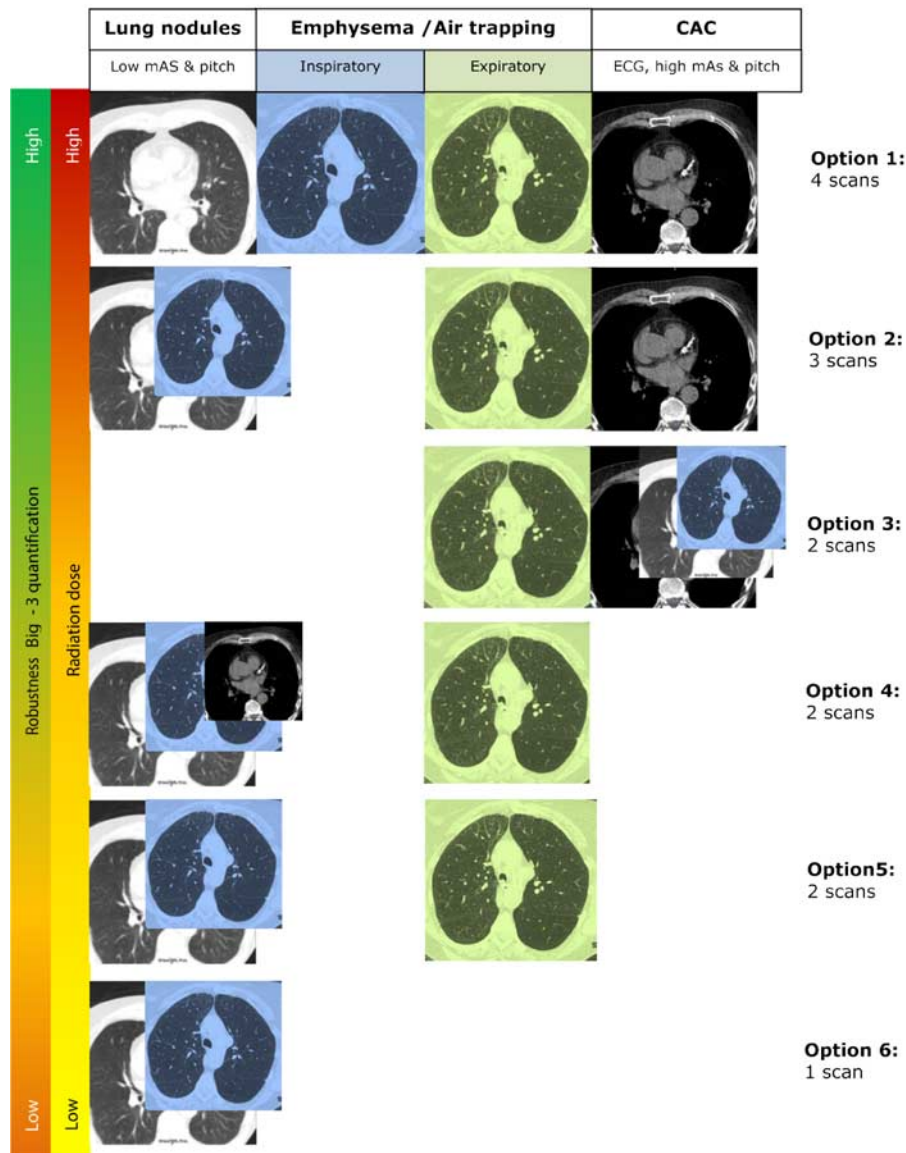 Lung nodules
Emphysema /Air trapping
CAC
Low mAS & pitch
Inspiratory
Expiratory
ECG, high mAs & pitch
High
High
Robustness Big - 3 quantification
Radiation dose
Low
Low
Option 1:
4 scans
Option 2:
3 scans
Option 3:
2 scans
Option 4:
2 scans
Option5:
2 scans
Option 6:
1 scan